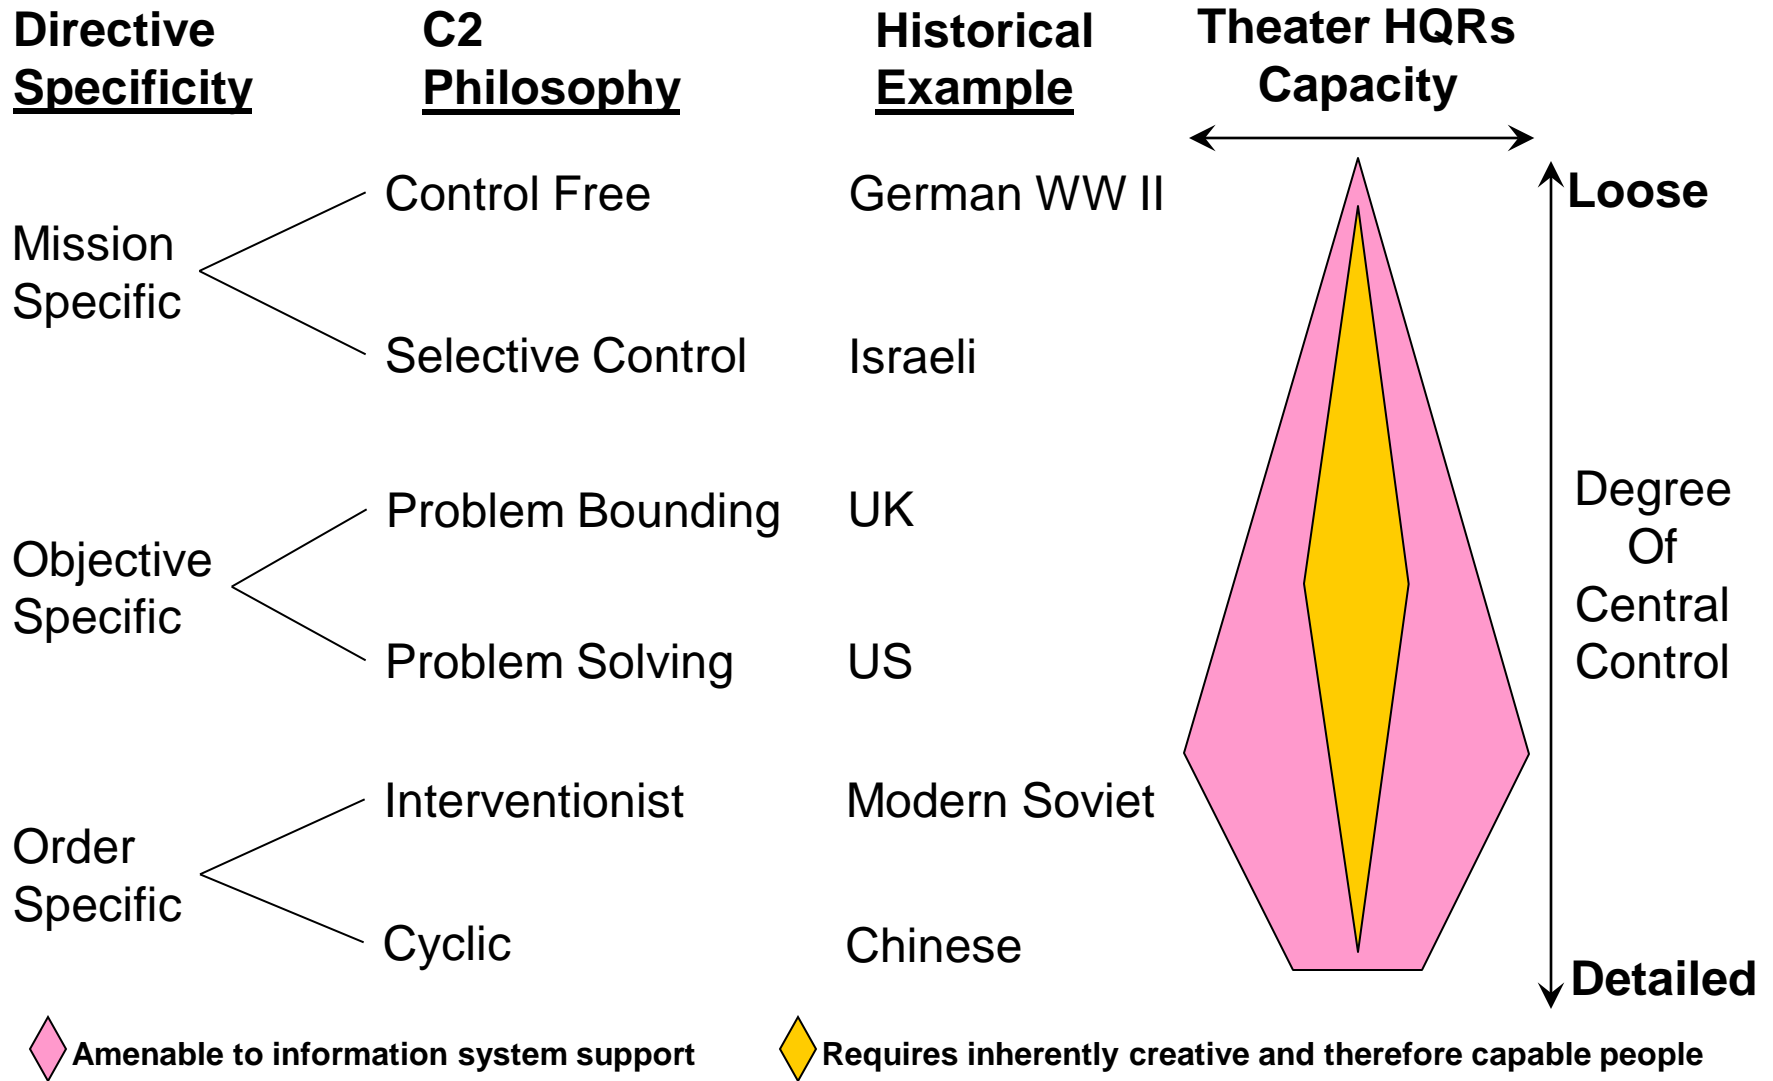 Directive
Specificity
C2
Philosophy
Historical
Example
Theater HQRs
Capacity
Mission
Specific
Control Free
German WW II
Loose
Selective Control
Israeli
Objective
Specific
Problem Bounding
UK
Problem Solving
US
Degree
Of
Central
Control
Order
Specific
Interventionist
Modern Soviet
Cyclic
Chinese
Detailed
Amenable to information system support
Requires inherently creative and therefore capable people